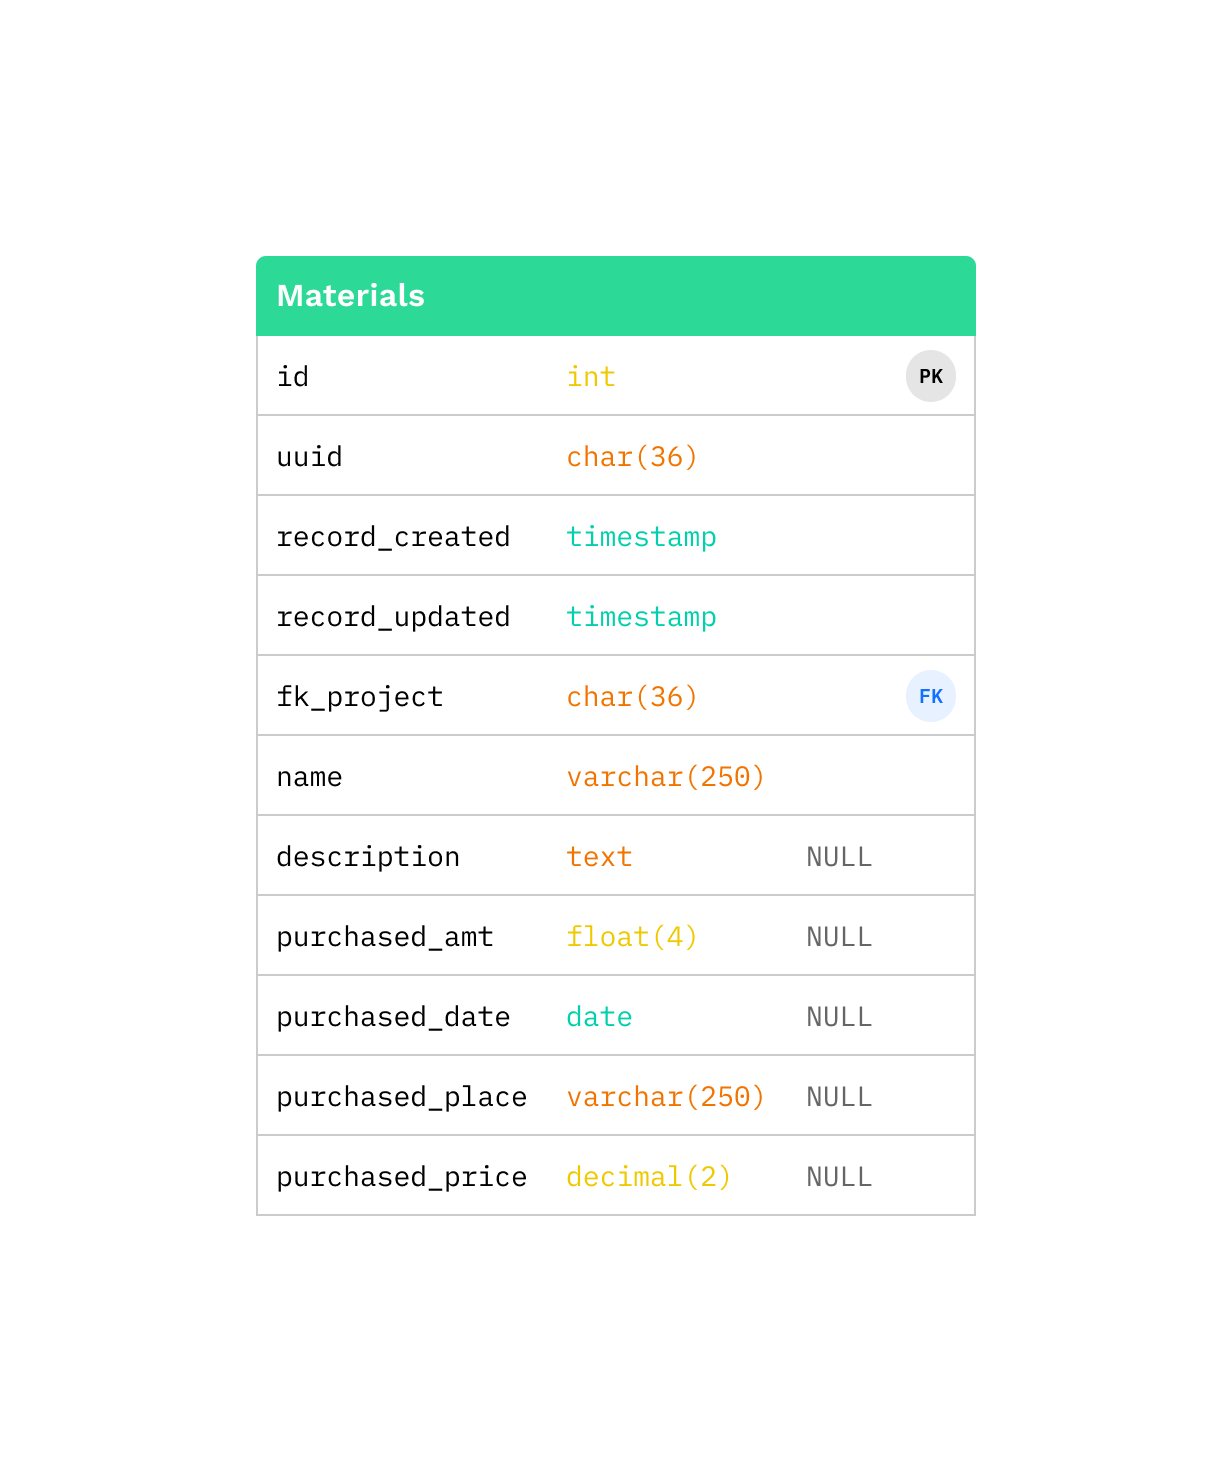 Materials
id int PK
uuid char(36)
record_created timestamp
record_updated timestamp
fk_project char(36) FK
name varchar(250)
description text NULL
purchased_amt float(4) NULL
purchased_date date NULL
purchased_place varchar(250) NULL
purchased_price decimal(2) NULL